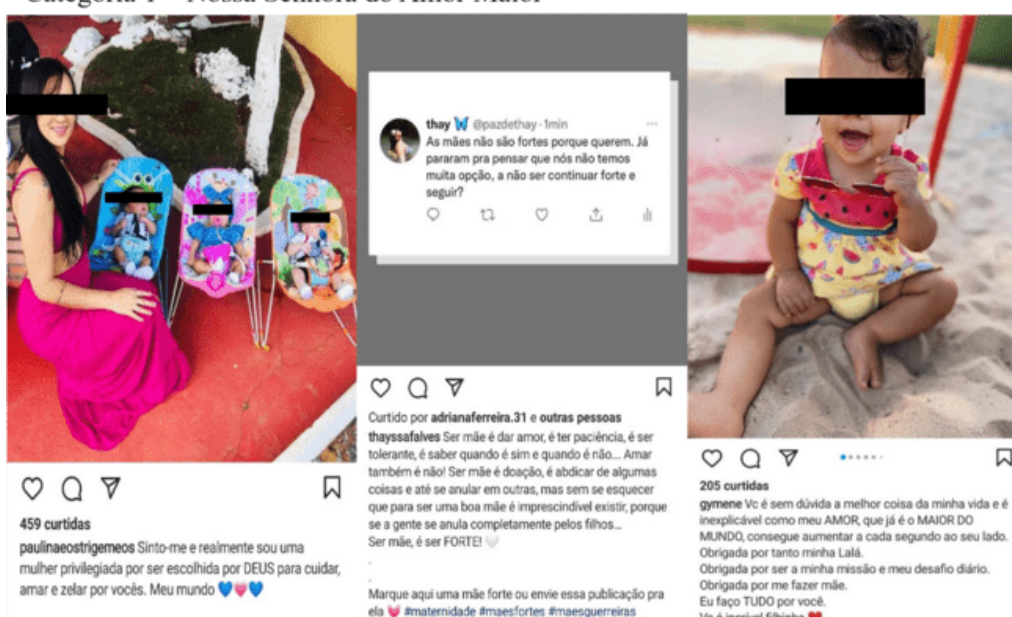 Categoria 1 – Nossa Senhora do Amor Maior
459 curtidas
paulinaeostrigemeos Sinto-me e realmente sou uma
mulher privilegiada por ser escolhida por DEUS para cuidar,
amar e zelar por vocês. Meu mundo 💙💗💙
thay 🦋 @pazdethay · 1min
As mães não são fortes porque querem. Já
pararam pra pensar que nós não temos
muita opção, a não ser continuar forte e
seguir?
Curtido por adrianaferreira.31 e outras pessoas
thayssafalves Ser mãe é dar amor, é ter paciência, é ser
tolerante, é saber quando é sim e quando é não... Amar
também é não! Ser mãe é doação, é abdicar de algumas
coisas e até se anular em outras, mas sem se esquecer
que para ser uma boa mãe é imprescindível existir, porque
se a gente se anula completamente pelos filhos...
Ser mãe, é ser FORTE! 🤍
.
.
Marque aqui uma mãe forte ou envie essa publicação pra
ela 💗 #maternidade #maesfortes #maesguerreiras
205 curtidas
gymene Vc é sem dúvida a melhor coisa da minha vida e é
inexplicável como meu AMOR, que já é o MAIOR DO
MUNDO, consegue aumentar a cada segundo ao seu lado.
Obrigada por tanto minha Lalá.
Obrigada por ser a minha missão e meu desafio diário.
Obrigada por me fazer mãe.
Eu faço TUDO por você.
Vc é incrível filhinha ❤️